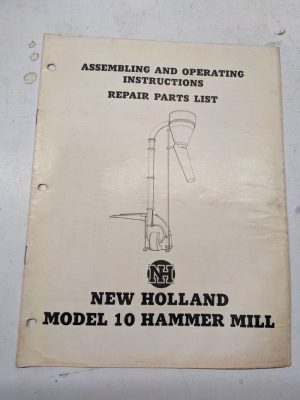 ASSEMBLING AND OPERATING
INSTRUCTIONS
REPAIR PARTS LIST
NH
NEW HOLLAND
MODEL 10 HAMMER MILL